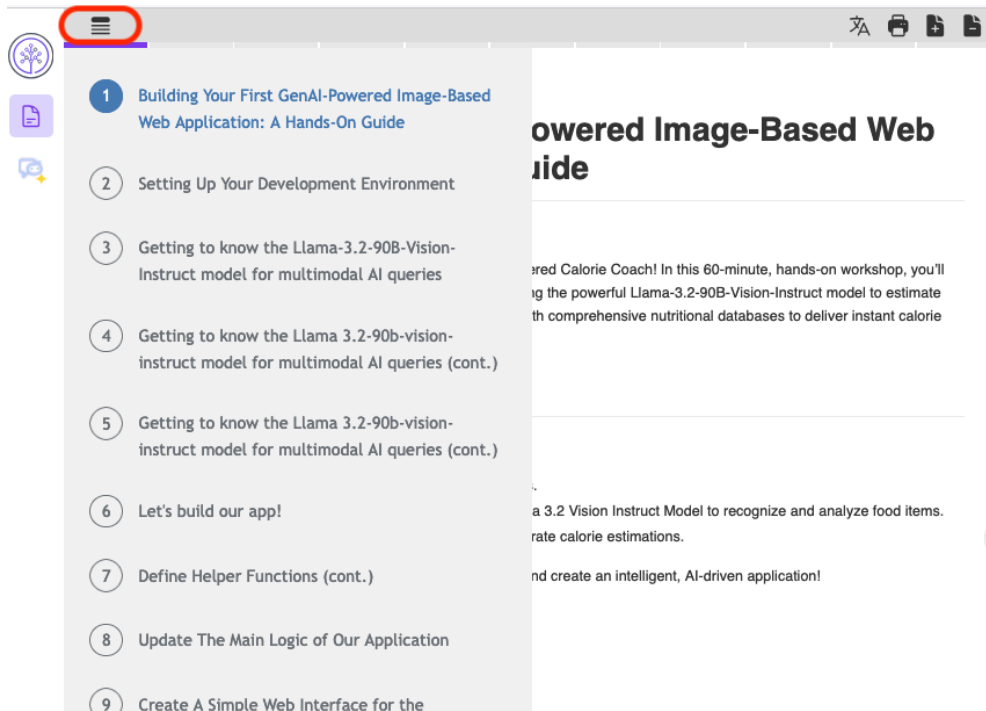 1
Building Your First GenAI-Powered Image-Based
Web Application: A Hands-On Guide
2
Setting Up Your Development Environment
3
Getting to know the Llama-3.2-90B-Vision-
Instruct model for multimodal AI queries
4
Getting to know the Llama 3.2-90b-vision-
instruct model for multimodal AI queries (cont.)
5
Getting to know the Llama 3.2-90b-vision-
instruct model for multimodal AI queries (cont.)
6
Let's build our app!
7
Define Helper Functions (cont.)
8
Update The Main Logic of Our Application
9
Create A Simple Web Interface for the
owered Image-Based Web
uide
ered Calorie Coach! In this 60-minute, hands-on workshop, you'll
ng the powerful Llama-3.2-90B-Vision-Instruct model to estimate
th comprehensive nutritional databases to deliver instant calorie
s.
a 3.2 Vision Instruct Model to recognize and analyze food items.
rate calorie estimations.
nd create an intelligent, AI-driven application!